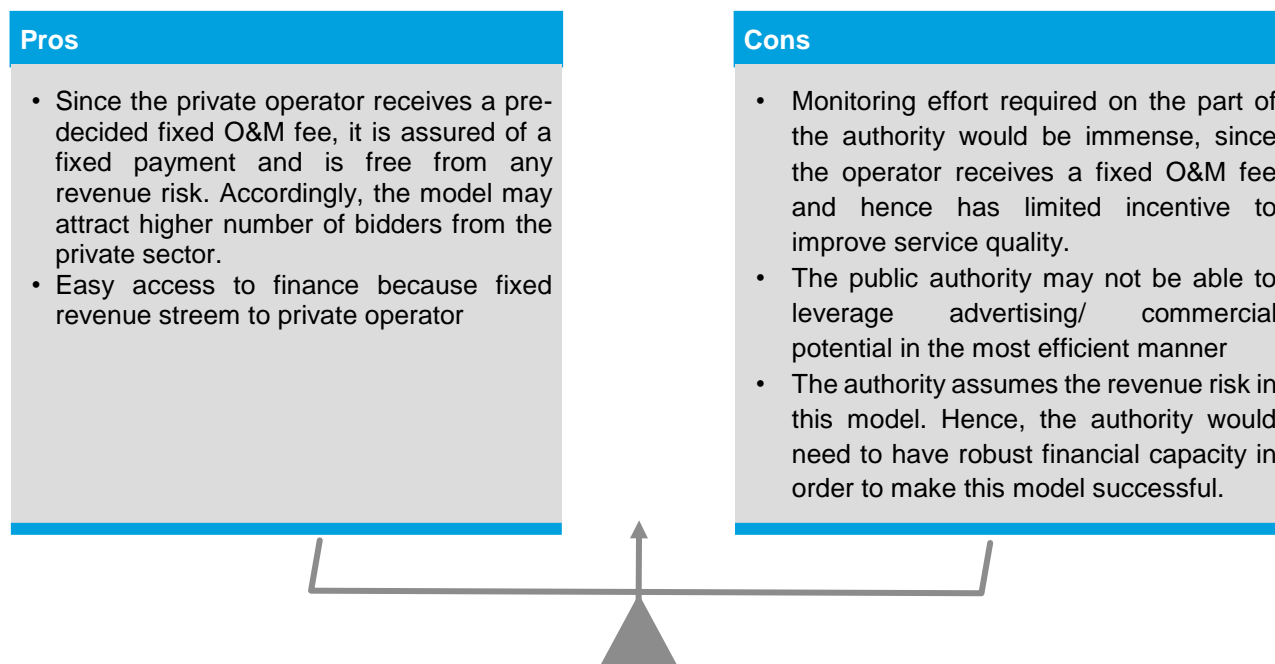 Pros
• Since the private operator receives a pre-
decided fixed O&M fee, it is assured of a
fixed payment and is free from any
revenue risk. Accordingly, the model may
attract higher number of bidders from the
private sector.
• Easy access to finance because fixed
revenue streem to private operator
Cons
• Monitoring effort required on the part of
the authority would be immense, since
the operator receives a fixed O&M fee
and hence has limited incentive to
improve service quality.
• The public authority may not be able to
leverage advertising/ commercial
potential in the most efficient manner
• The authority assumes the revenue risk in
this model. Hence, the authority would
need to have robust financial capacity in
order to make this model successful.